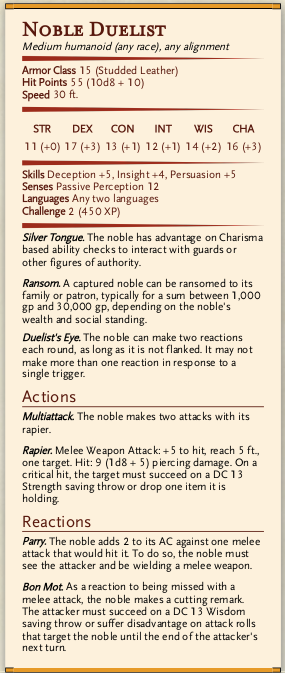 Noble Duelist
Medium humanoid (any race), any alignment
Armor Class 15 (Studded Leather)
Hit Points 55 (10d8 + 10)
Speed 30 ft.
STR DEX CON INT WIS CHA
11 (+0) 17 (+3) 13 (+1) 12 (+1) 14 (+2) 16 (+3)
Skills Deception +5, Insight +4, Persuasion +5
Senses Passive Perception 12
Languages Any two languages
Challenge 2 (450 XP)
Silver Tongue. The noble has advantage on Charisma
based ability checks to interact with guards or
other figures of authority.
Ransom. A captured noble can be ransomed to its
family or patron, typically for a sum between 1,000
gp and 30,000 gp, depending on the noble's
wealth and social standing.
Duelist's Eye. The noble can make two reactions
each round, as long as it is not flanked. It may not
make more than one reaction in response to a
single trigger.
Actions
Multiattack. The noble makes two attacks with its
rapier.
Rapier. Melee Weapon Attack: +5 to hit, reach 5 ft.,
one target. Hit: 9 (1d8 + 5) piercing damage. On a
critical hit, the target must succeed on a DC 13
Strength saving throw or drop one item it is
holding.
Reactions
Parry. The noble adds 2 to its AC against one melee
attack that would hit it. To do so, the noble must
see the attacker and be wielding a melee weapon.
Bon Mot. As a reaction to being missed with a
melee attack, the noble makes a cutting remark.
The attacker must succeed on a DC 13 Wisdom
saving throw or suffer disadvantage on attack rolls
that target the noble until the end of the attacker's
next turn.